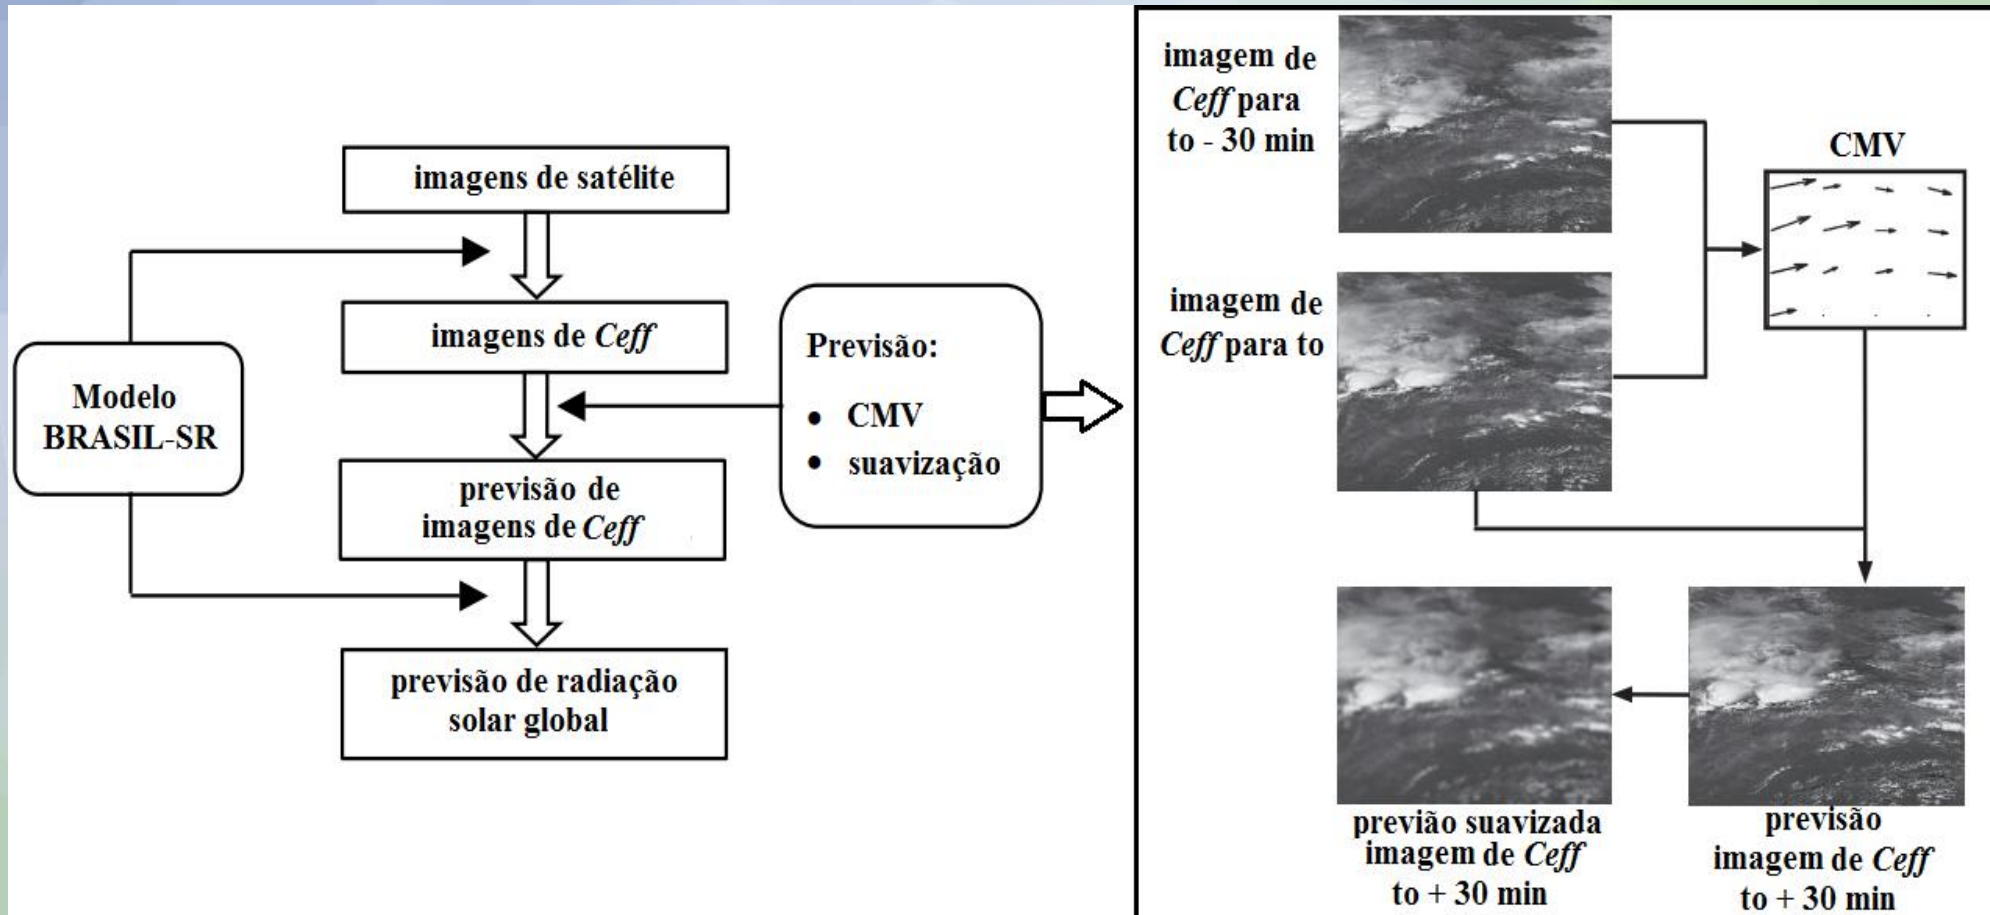 imagens de satélite
imagens de Ceff
Modelo
BRASIL-SR
previsão de
imagens de Ceff
previsão de radiação
solar global
Previsão:
• CMV
• suavização
imagem de
Ceff para
to - 30 min
imagem de
Ceff para to
CMV
previão suavizada
imagem de Ceff
to + 30 min
previsão
imagem de Ceff
to + 30 min